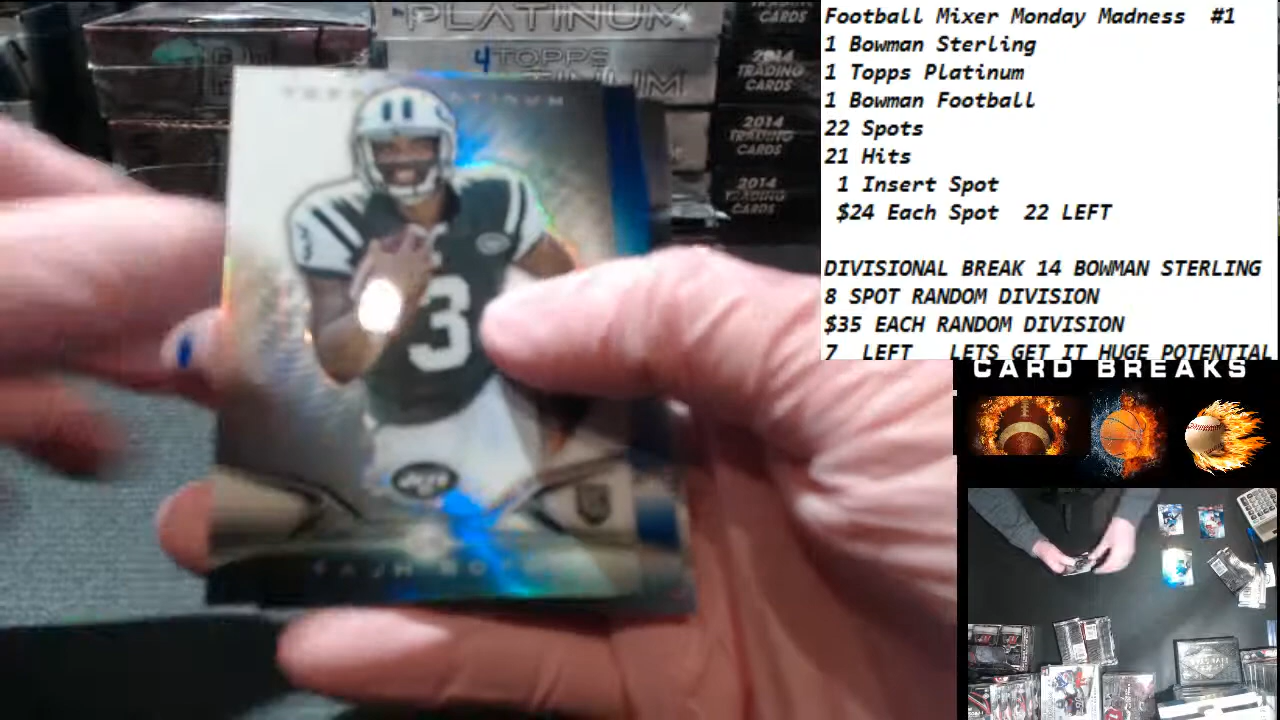 Football Mixer Monday Madness #1
1 Bowman Sterling
1 Topps Platinum
1 Bowman Football
22 Spots
21 Hits
1 Insert Spot
$24 Each Spot 22 LEFT
DIVISIONAL BREAK 14 BOWMAN STERLING
8 SPOT RANDOM DIVISION
$35 EACH RANDOM DIVISION
7 LEFT LETS GET IT HUGE POTENTIAL
CARD BREAKS
PLATINUM
4 TOPPS
CARDS
2014
TRADING
CARDS
2014
TRADING
CARDS
2014
TRADING
CARDS
3
JETS